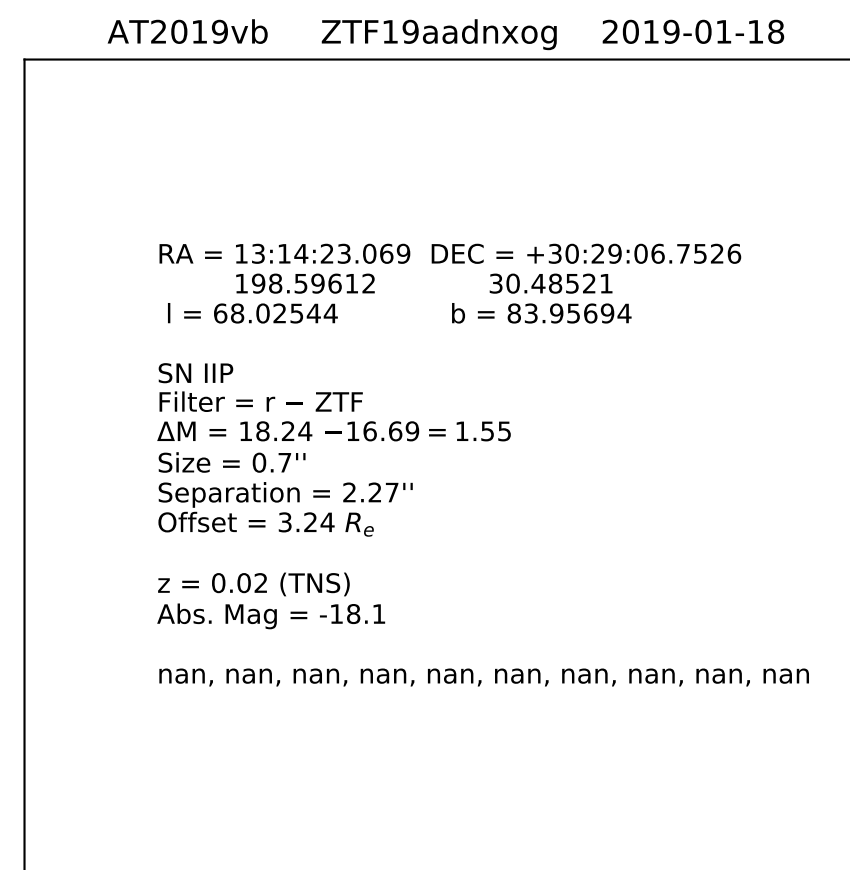 AT2019vb ZTF19aadnxog 2019-01-18
RA = 13:14:23.069 DEC = +30:29:06.7526
198.59612 30.48521
l = 68.02544 b = 83.95694
SN IIP
Filter = r − ZTF
ΔM = 18.24 −16.69 = 1.55
Size = 0.7''
Separation = 2.27''
Offset = 3.24 Rₑ
z = 0.02 (TNS)
Abs. Mag = -18.1
nan, nan, nan, nan, nan, nan, nan, nan, nan, nan